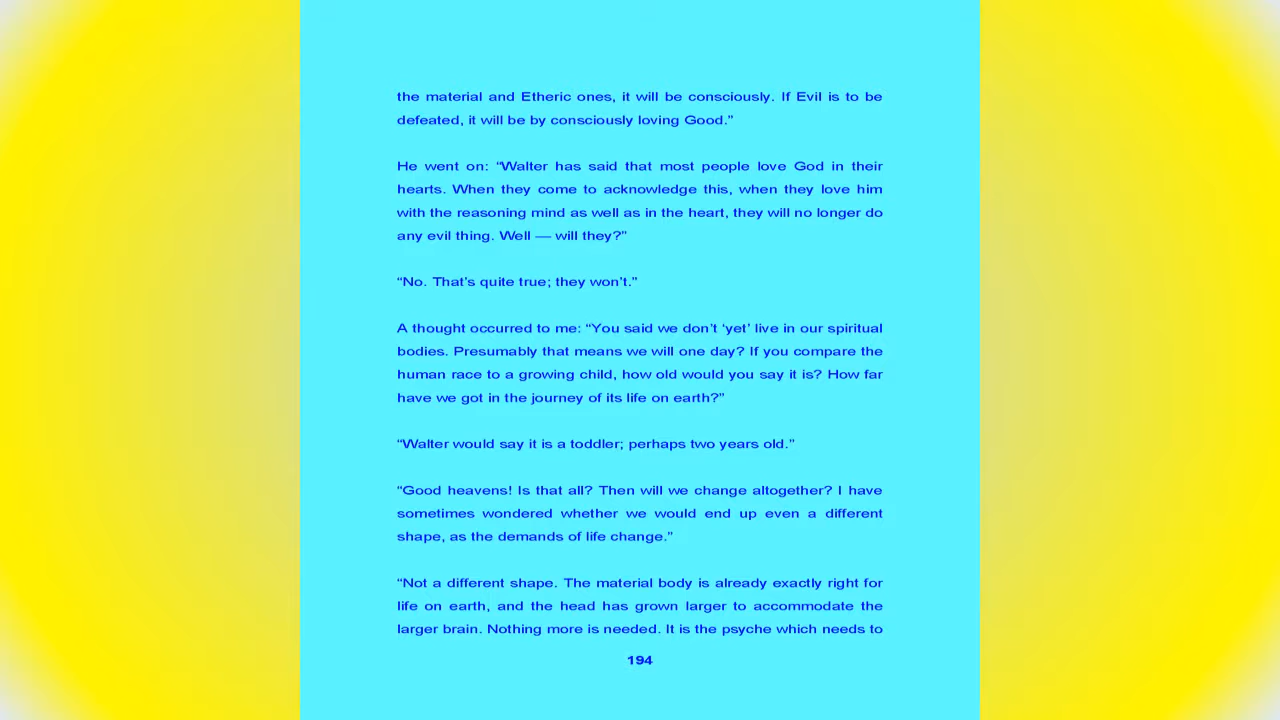 the material and Etheric ones, it will be consciously. If Evil is to be
defeated, it will be by consciously loving Good.”
He went on: “Walter has said that most people love God in their
hearts. When they come to acknowledge this, when they love him
with the reasoning mind as well as in the heart, they will no longer do
any evil thing. Well — will they?”
“No. That’s quite true; they won’t.”
A thought occurred to me: “You said we don’t ‘yet’ live in our spiritual
bodies. Presumably that means we will one day? If you compare the
human race to a growing child, how old would you say it is? How far
have we got in the journey of its life on earth?”
“Walter would say it is a toddler; perhaps two years old.”
“Good heavens! Is that all? Then will we change altogether? I have
sometimes wondered whether we would end up even a different
shape, as the demands of life change.”
“Not a different shape. The material body is already exactly right for
life on earth, and the head has grown larger to accommodate the
larger brain. Nothing more is needed. It is the psyche which needs to
194